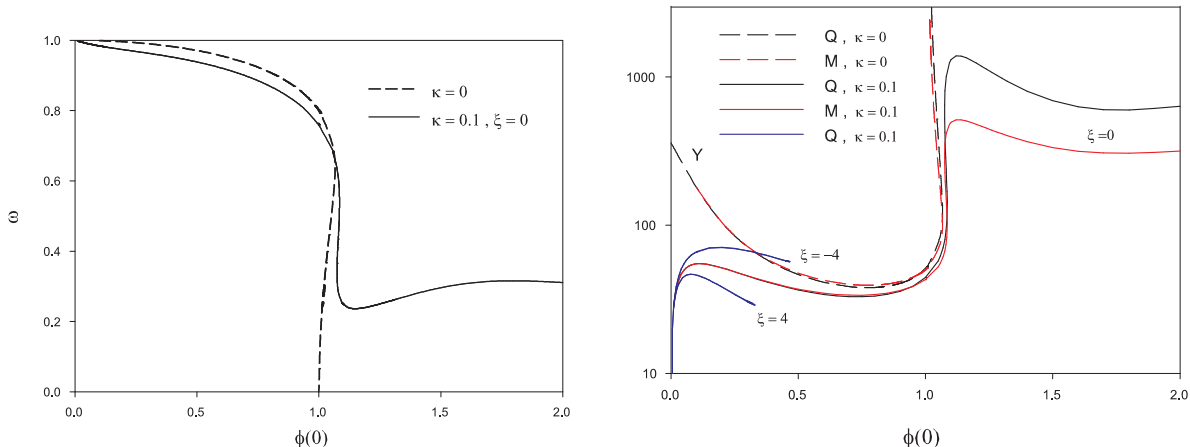 1.0
0.8
0.6
0.4
0.2
0.0
ω
0.0
0.5
1.0
1.5
2.0
ϕ(0)
κ = 0
κ = 0.1 , ξ = 0
1000
100
10
0.0
0.5
1.0
1.5
2.0
ϕ(0)
Q , κ = 0
M , κ = 0
Q , κ = 0.1
M , κ = 0.1
Q , κ = 0.1
Y
ξ=0
ξ=−4
ξ = 4